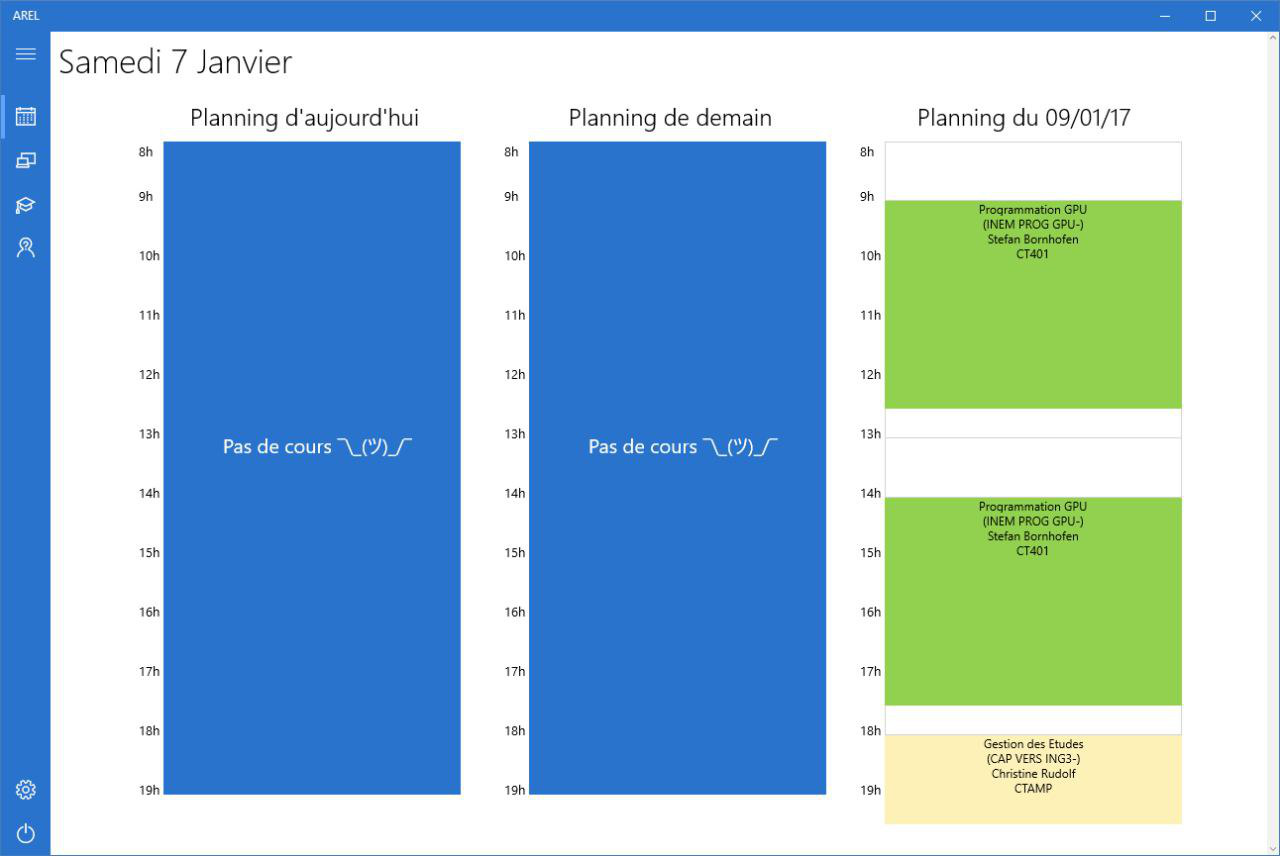 AREL
Samedi 7 Janvier
Planning d'aujourd'hui
8h
9h
10h
11h
12h
13h
14h
15h
16h
17h
18h
19h
Pas de cours ¯\_(ツ)_/¯
Planning de demain
8h
9h
10h
11h
12h
13h
14h
15h
16h
17h
18h
19h
Pas de cours ¯\_(ツ)_/¯
Planning du 09/01/17
8h
9h
10h
11h
12h
13h
14h
15h
16h
17h
18h
19h
Programmation GPU
(INEM PROG GPU-)
Stefan Bornhofen
CT401
Programmation GPU
(INEM PROG GPU-)
Stefan Bornhofen
CT401
Gestion des Etudes
(CAP VERS ING3-)
Christine Rudolf
CTAMP